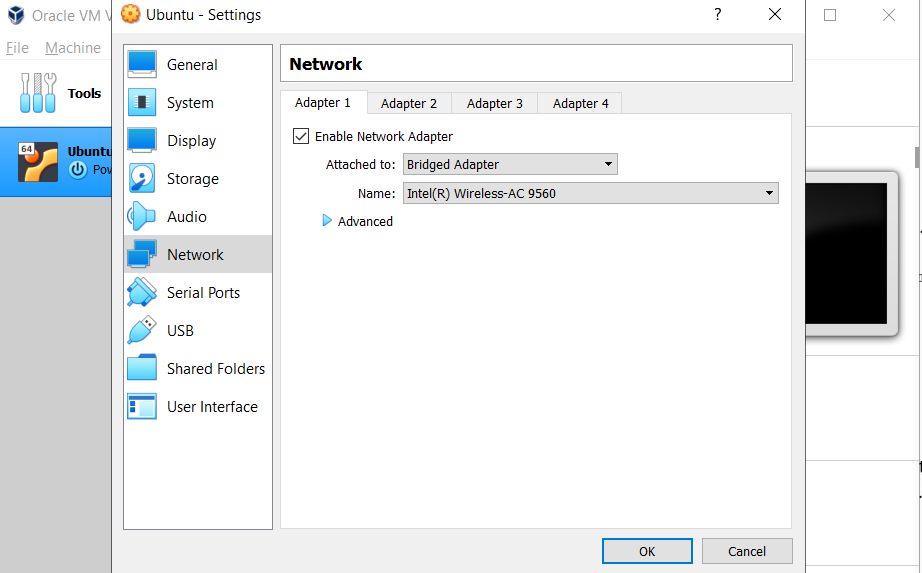 Oracle VM V
Ubuntu - Settings
?
File Machine
Tools
64
Ubuntu
Pow
General
System
Display
Storage
Audio
Network
Serial Ports
USB
Shared Folders
User Interface
Network
Adapter 1 Adapter 2 Adapter 3 Adapter 4
Enable Network Adapter
Attached to: Bridged Adapter
Name: Intel(R) Wireless-AC 9560
Advanced
OK Cancel